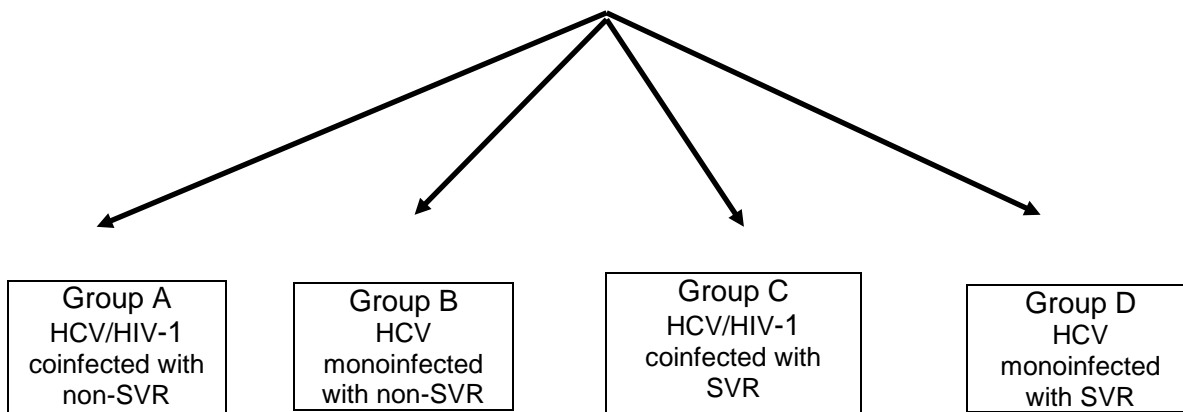 Group A
HCV/HIV-1
coinfected with
non-SVR
Group B
HCV
monoinfected
with non-SVR
Group C
HCV/HIV-1
coinfected with
SVR
Group D
HCV
monoinfected
with SVR